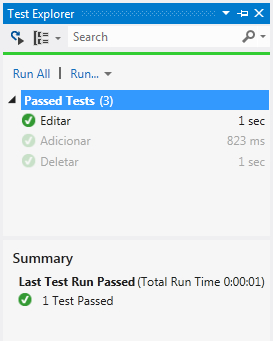 Test Explorer
Search
Run All | Run...
Passed Tests (3)
Editar 1 sec
Adicionar 823 ms
Deletar 1 sec
Summary
Last Test Run Passed (Total Run Time 0:00:01)
1 Test Passed